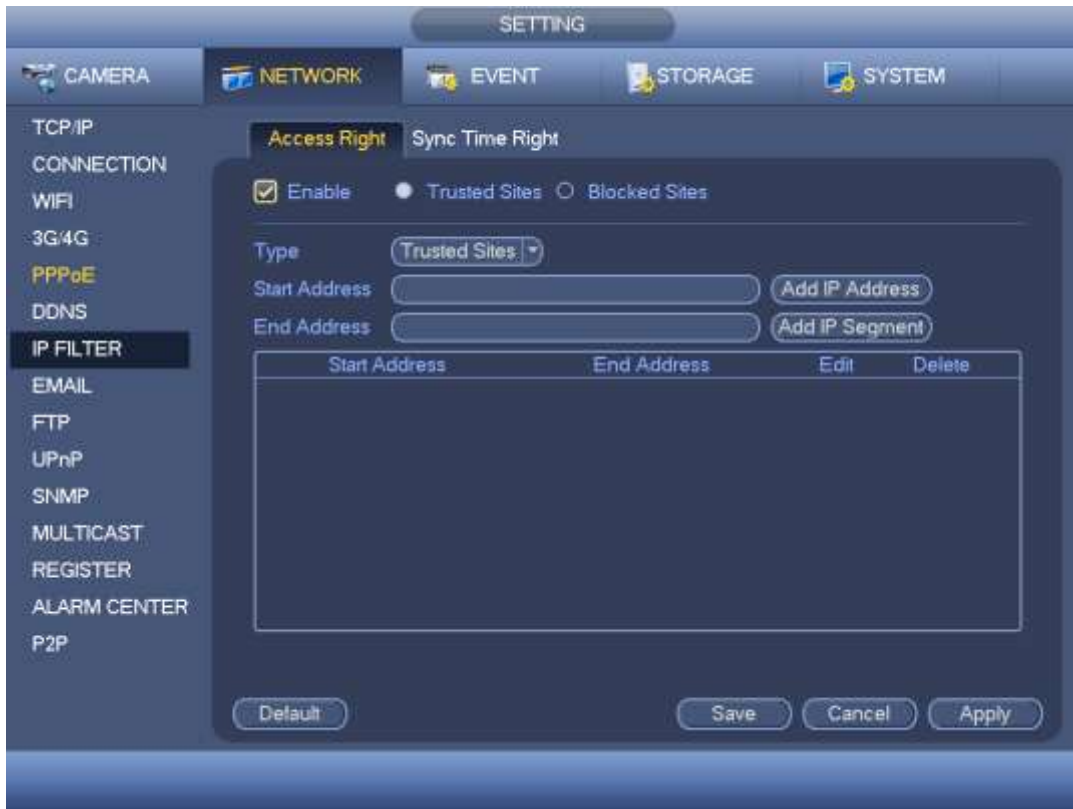 SETTING
CAMERA NETWORK EVENT STORAGE SYSTEM
TCP/IP
CONNECTION
WIFI
3G/4G
PPPoE
DDNS
IP FILTER
EMAIL
FTP
UPnP
SNMP
MULTICAST
REGISTER
ALARM CENTER
P2P
Access Right Sync Time Right
Enable Trusted Sites Blocked Sites
Type Trusted Sites
Start Address Add IP Address
End Address Add IP Segment
Start Address End Address Edit Delete
Default Save Cancel Apply